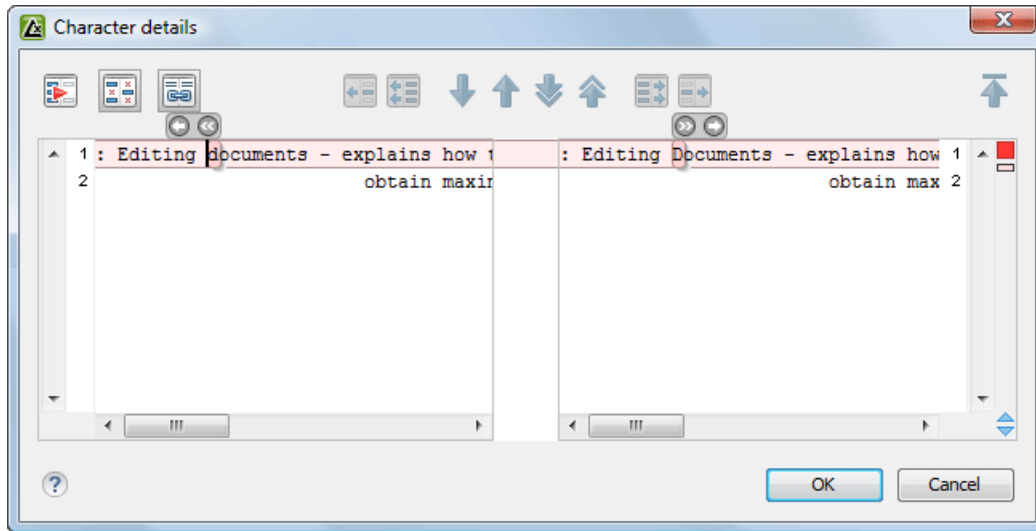 Character details
1 : Editing documents - explains how : Editing Documents - explains how 1
2 obtain obtain max 2
OK Cancel